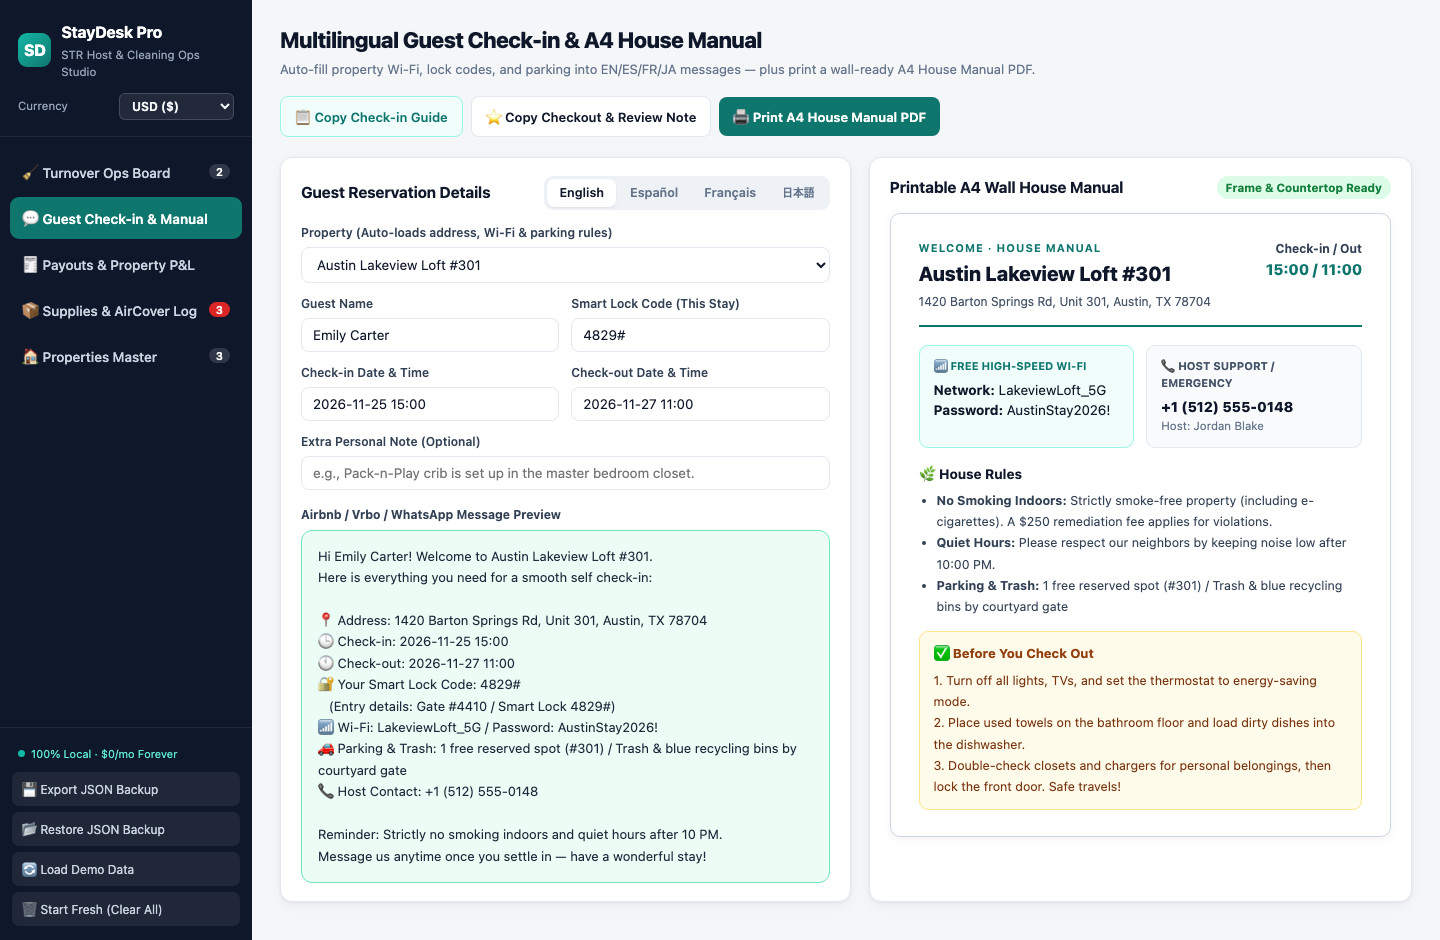 SD
StayDesk Pro
STR Host & Cleaning Ops
Studio
Currency
USD ($)
🧹 Turnover Ops Board 2
💬 Guest Check-in & Manual
🧾 Payouts & Property P&L
📦 Supplies & AirCover Log 3
🏠 Properties Master 3
100% Local · $0/mo Forever
💾 Export JSON Backup
📂 Restore JSON Backup
🔄 Load Demo Data
🗑️ Start Fresh (Clear All)
Multilingual Guest Check-in & A4 House Manual
Auto-fill property Wi-Fi, lock codes, and parking into EN/ES/FR/JA messages — plus print a wall-ready A4 House Manual PDF.
📋 Copy Check-in Guide
⭐ Copy Checkout & Review Note
🖨️ Print A4 House Manual PDF
Guest Reservation Details
English
Español
Français
日本語
Property (Auto-loads address, Wi-Fi & parking rules)
Austin Lakeview Loft #301
Guest Name
Smart Lock Code (This Stay)
Emily Carter
4829#
Check-in Date & Time
Check-out Date & Time
2026-11-25 15:00
2026-11-27 11:00
Extra Personal Note (Optional)
e.g., Pack-n-Play crib is set up in the master bedroom closet.
Airbnb / Vrbo / WhatsApp Message Preview
Hi Emily Carter! Welcome to Austin Lakeview Loft #301.
Here is everything you need for a smooth self check-in:
📍 Address: 1420 Barton Springs Rd, Unit 301, Austin, TX 78704
🕒 Check-in: 2026-11-25 15:00
🕚 Check-out: 2026-11-27 11:00
🔐 Your Smart Lock Code: 4829#
(Entry details: Gate #4410 / Smart Lock 4829#)
📶 Wi-Fi: LakeviewLoft_5G / Password: AustinStay2026!
🚗 Parking & Trash: 1 free reserved spot (#301) / Trash & blue recycling bins by
courtyard gate
📞 Host Contact: +1 (512) 555-0148
Reminder: Strictly no smoking indoors and quiet hours after 10 PM.
Message us anytime once you settle in — have a wonderful stay!
Printable A4 Wall House Manual
Frame & Countertop Ready
WELCOME · HOUSE MANUAL
Check-in / Out
Austin Lakeview Loft #301
15:00 / 11:00
1420 Barton Springs Rd, Unit 301, Austin, TX 78704
📶 FREE HIGH-SPEED WI-FI
Network: LakeviewLoft_5G
Password: AustinStay2026!
📞 HOST SUPPORT /
EMERGENCY
+1 (512) 555-0148
Host: Jordan Blake
🌿 House Rules
• No Smoking Indoors: Strictly smoke-free property (including e-
cigarettes). A $250 remediation fee applies for violations.
• Quiet Hours: Please respect our neighbors by keeping noise low after
10:00 PM.
• Parking & Trash: 1 free reserved spot (#301) / Trash & blue recycling
bins by courtyard gate
✅ Before You Check Out
1. Turn off all lights, TVs, and set the thermostat to energy-saving
mode.
2. Place used towels on the bathroom floor and load dirty dishes into
the dishwasher.
3. Double-check closets and chargers for personal belongings, then
lock the front door. Safe travels!